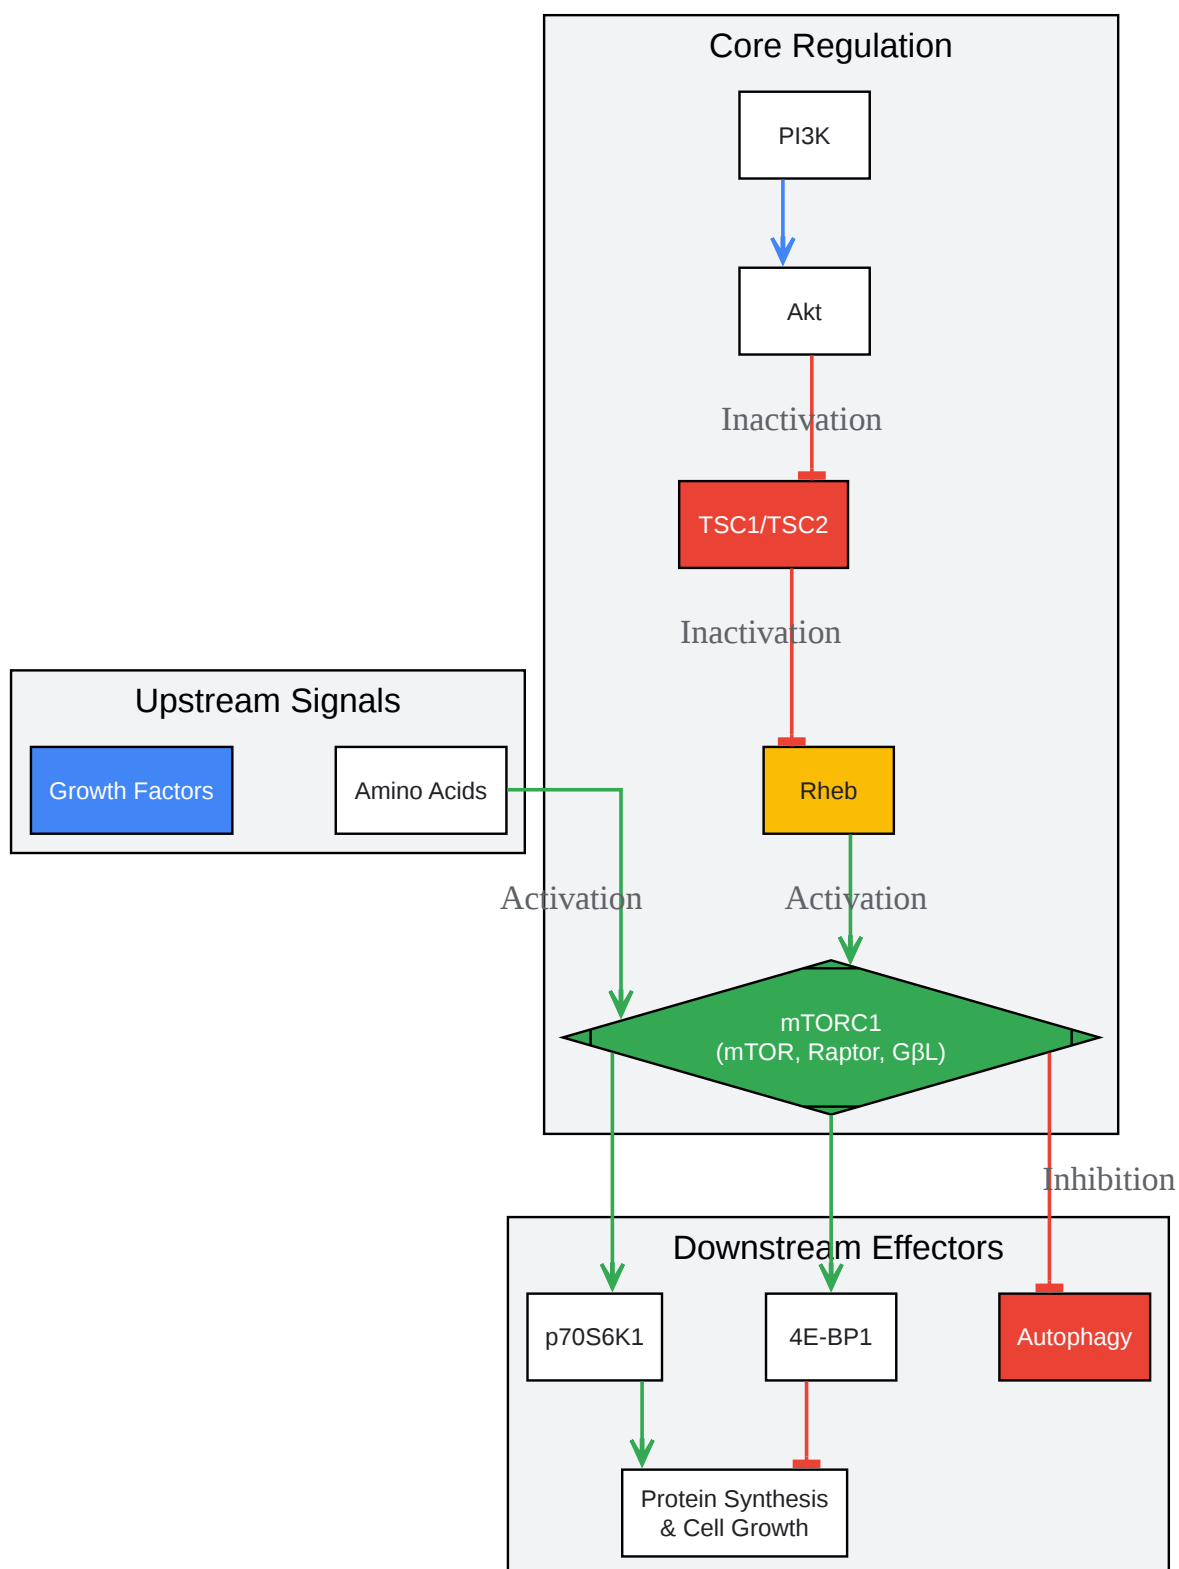 Core Regulation
PI3K
Akt
Inactivation
TSC1/TSC2
Inactivation
Upstream Signals
Growth Factors
Amino Acids
Rheb
Activation
Activation
mTORC1
(mTOR, Raptor, GβL)
Inhibition
Downstream Effectors
p70S6K1
4E-BP1
Autophagy
Protein Synthesis
& Cell Growth